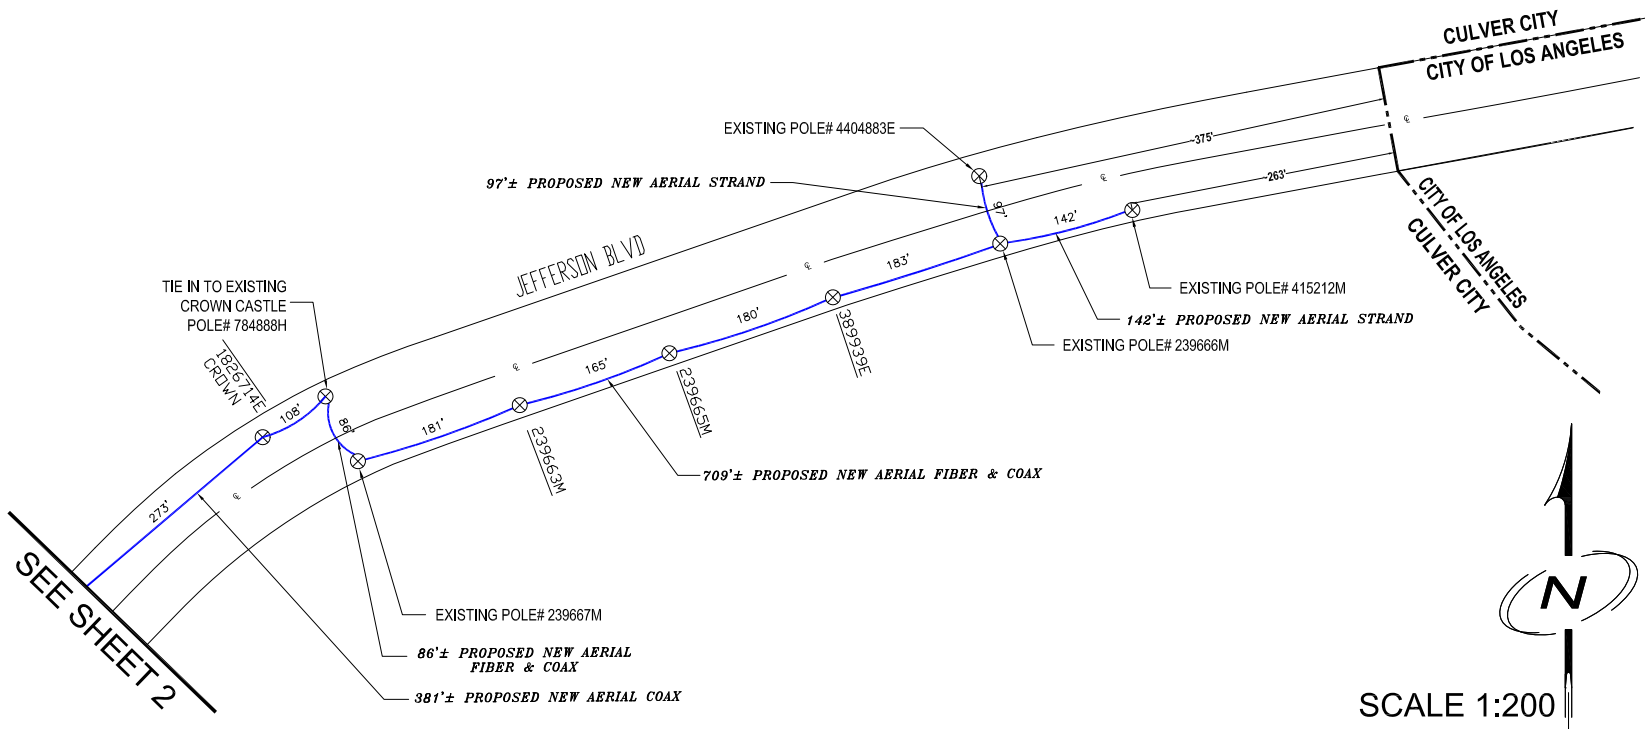 CULVER CITY
CITY OF LOS ANGELES
EXISTING POLE# 4404883E
~375'
97'± PROPOSED NEW AERIAL STRAND
97'
~263'
142'
CITY OF LOS ANGELES
CULVER CITY
JEFFERSON BLVD
183'
EXISTING POLE# 415212M
142'± PROPOSED NEW AERIAL STRAND
EXISTING POLE# 239666M
TIE IN TO EXISTING
CROWN CASTLE
POLE# 784888H
180'
389939E
1826714E
CROWN
165'
239665M
108'
86'
181'
239663M
709'± PROPOSED NEW AERIAL FIBER & COAX
273'
SEE SHEET 2
EXISTING POLE# 239667M
86'± PROPOSED NEW AERIAL
FIBER & COAX
381'± PROPOSED NEW AERIAL COAX
N
SCALE 1:200